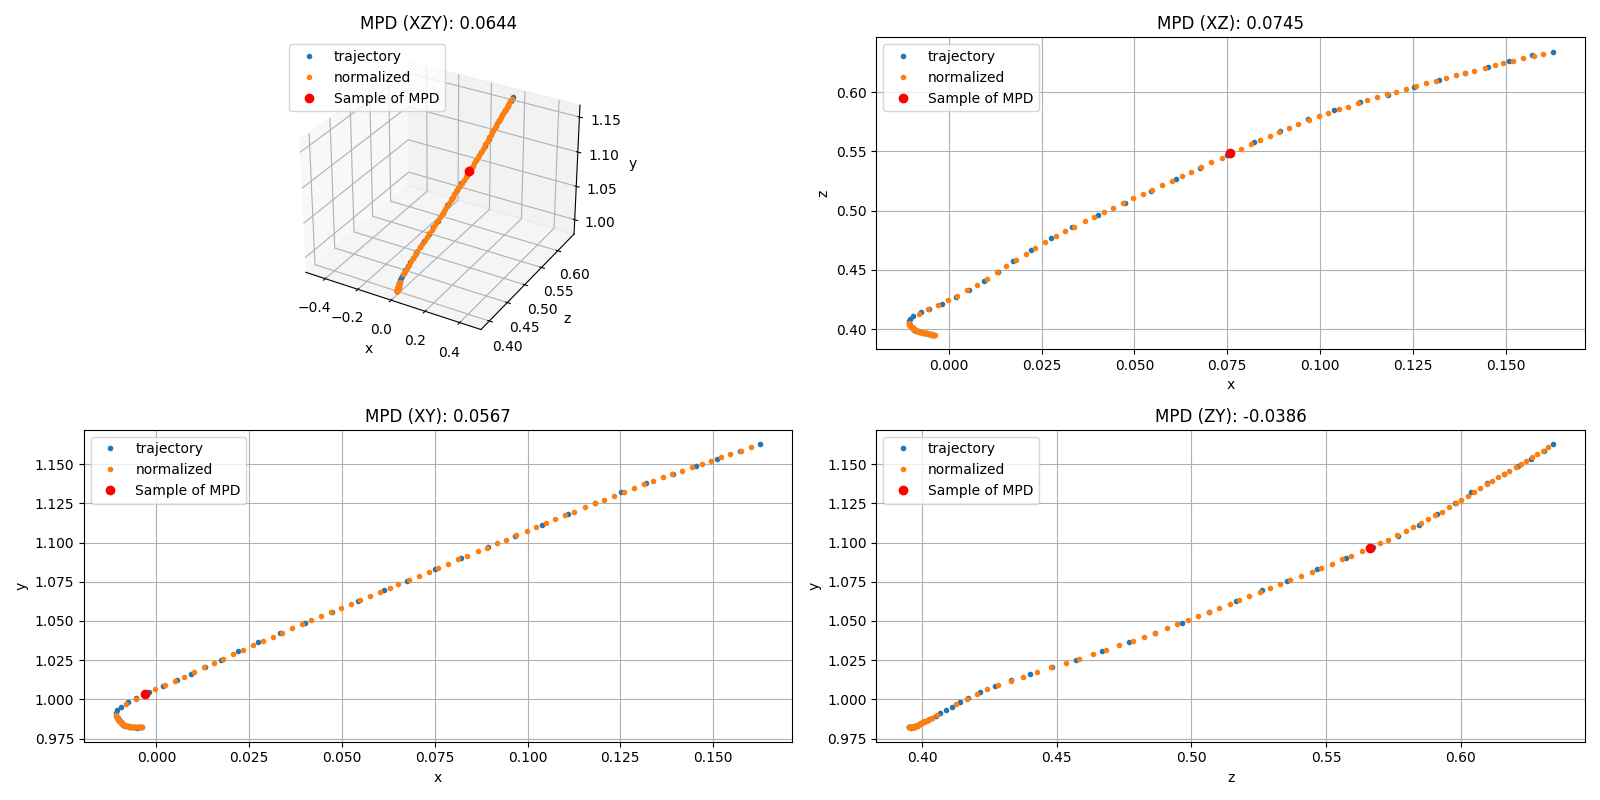 MPD (XZY): 0.0644
trajectory
normalized
Sample of MPD
1.15
1.10
1.05
1.00
y
0.60
0.55
0.50
0.45
0.40
z
−0.4
−0.2
0.0
0.2
0.4
x
MPD (XZ): 0.0745
trajectory
normalized
Sample of MPD
0.60
0.55
0.50
0.45
0.40
z
0.000 0.025 0.050 0.075 0.100 0.125 0.150
x
MPD (XY): 0.0567
trajectory
normalized
Sample of MPD
1.150
1.125
1.100
1.075
1.050
1.025
1.000
0.975
y
0.000 0.025 0.050 0.075 0.100 0.125 0.150
x
MPD (ZY): -0.0386
trajectory
normalized
Sample of MPD
1.150
1.125
1.100
1.075
1.050
1.025
1.000
0.975
y
0.40 0.45 0.50 0.55 0.60
z